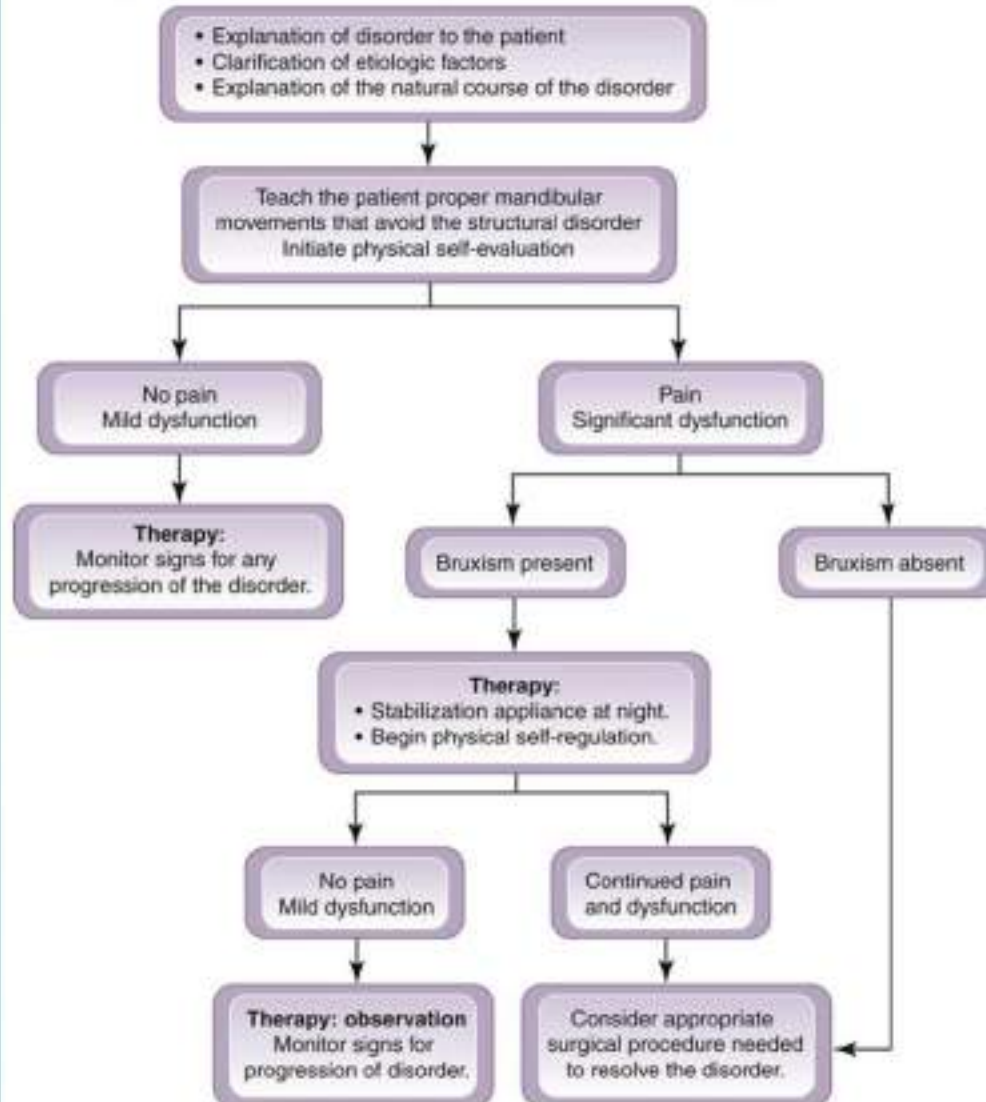 • Explanation of disorder to the patient
• Clarification of etiologic factors
• Explanation of the natural course of the disorder
Teach the patient proper mandibular
movements that avoid the structural disorder
Initiate physical self-evaluation
No pain
Mild dysfunction
Pain
Significant dysfunction
Therapy:
Monitor signs for any
progression of the disorder.
Bruxism present
Bruxism absent
Therapy:
• Stabilization appliance at night.
• Begin physical self-regulation.
No pain
Mild dysfunction
Continued pain
and dysfunction
Therapy: observation
Monitor signs for
progression of disorder.
Consider appropriate
surgical procedure needed
to resolve the disorder.